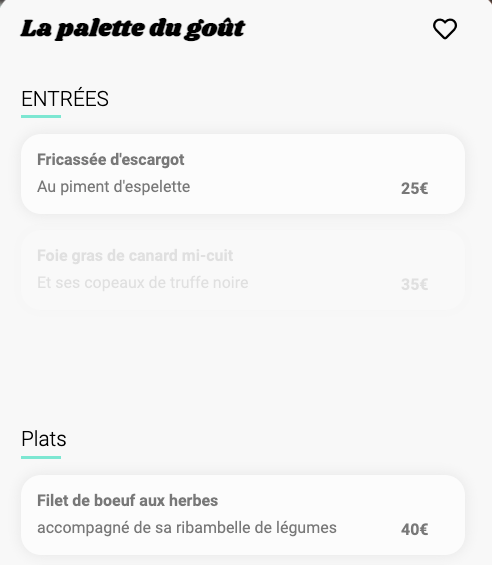 La palette du goût
ENTRÉES
Fricassée d'escargot
Au piment d'espelette
25€
Foie gras de canard mi-cuit
Et ses copeaux de truffe noire
35€
Plats
Filet de boeuf aux herbes
accompagné de sa ribambelle de légumes
40€